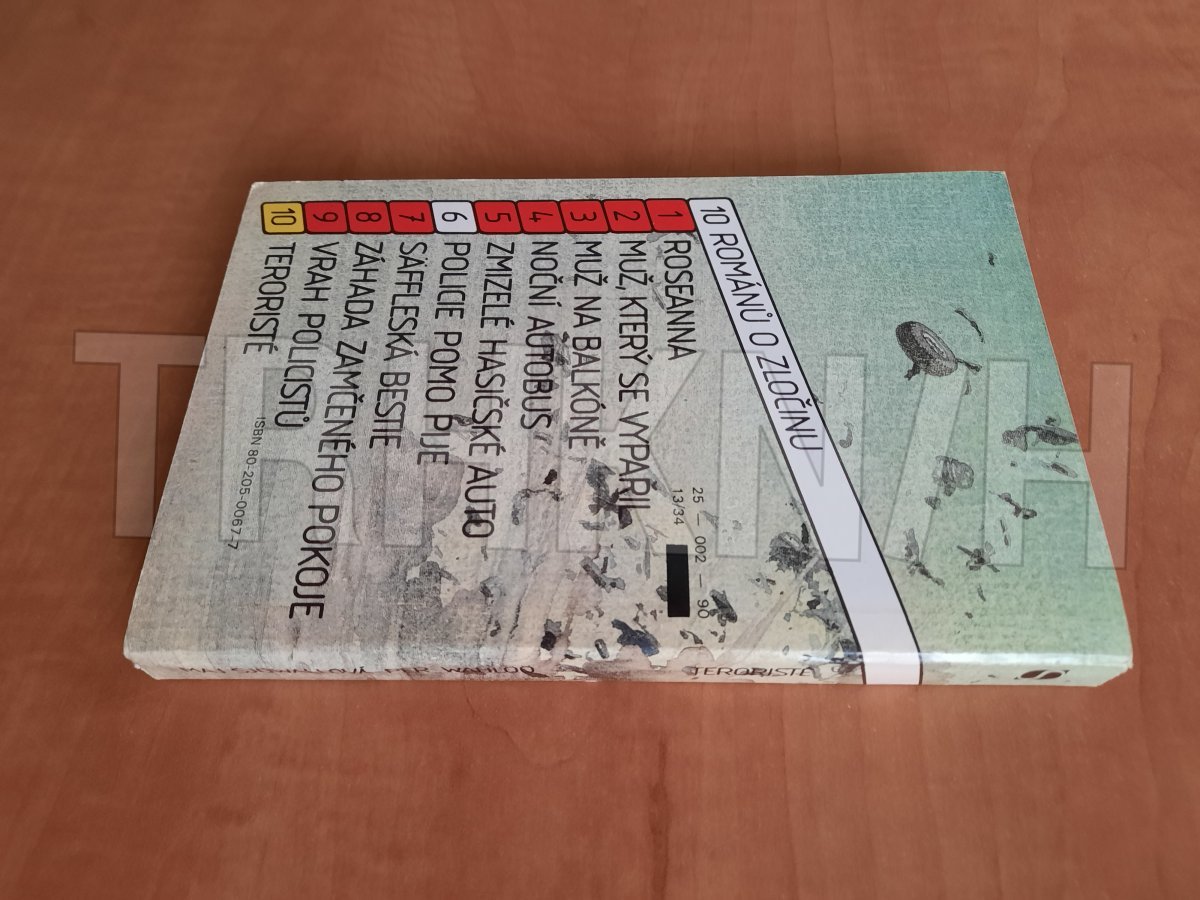 10 ROMÁNŮ O ZLOČINU
1 ROSEANNA
2 MUŽ, KTERÝ SE VYPAŘIL
3 MUŽ NA BALKÓNĚ
4 NOČNÍ AUTOBUS
5 ZMIZELÉ HASIČSKÉ AUTO
6 POLICIE POMO PIJE
7 SÄFFLESKÁ BESTIE
8 ZÁHADA ZAMČENÉHO POKOJE
9 VRAH POLICISTŮ
10 TERORISTÉ
25 — 002 — 90
13/34
ISBN 80-205-0067-7
TERORISTÉ